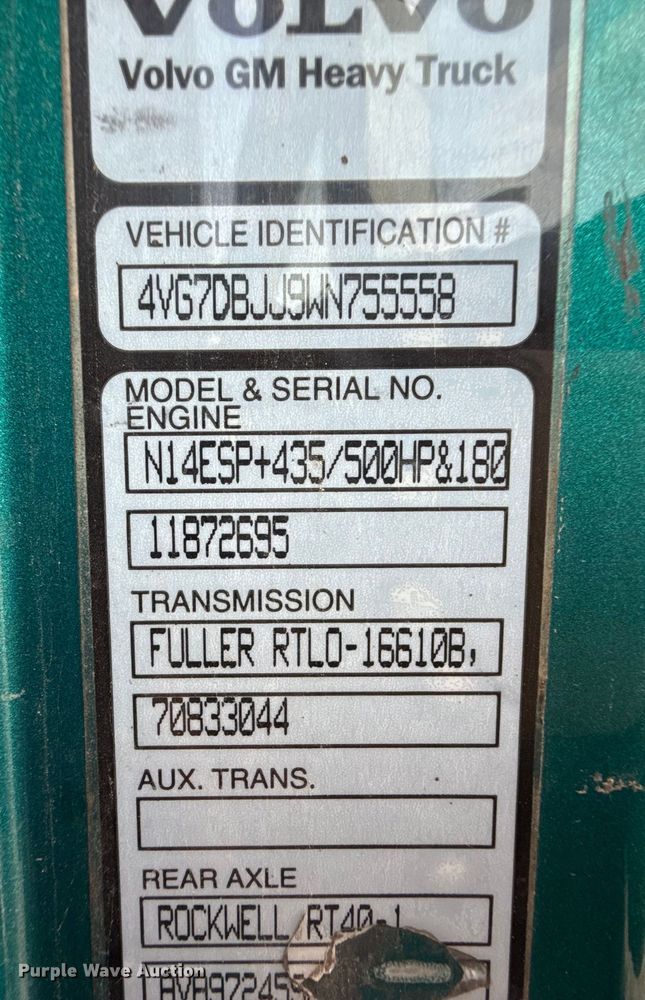 VOLVO
Volvo GM Heavy Truck
VEHICLE IDENTIFICATION #
4VG7DBJJ9WN755558
MODEL & SERIAL NO.
ENGINE
N14ESP+435/500HP&180
11872695
TRANSMISSION
FULLER RTLO-16610B,
70833044
AUX. TRANS.
REAR AXLE
ROCKWELL RT40-1
Purple Wave Auction